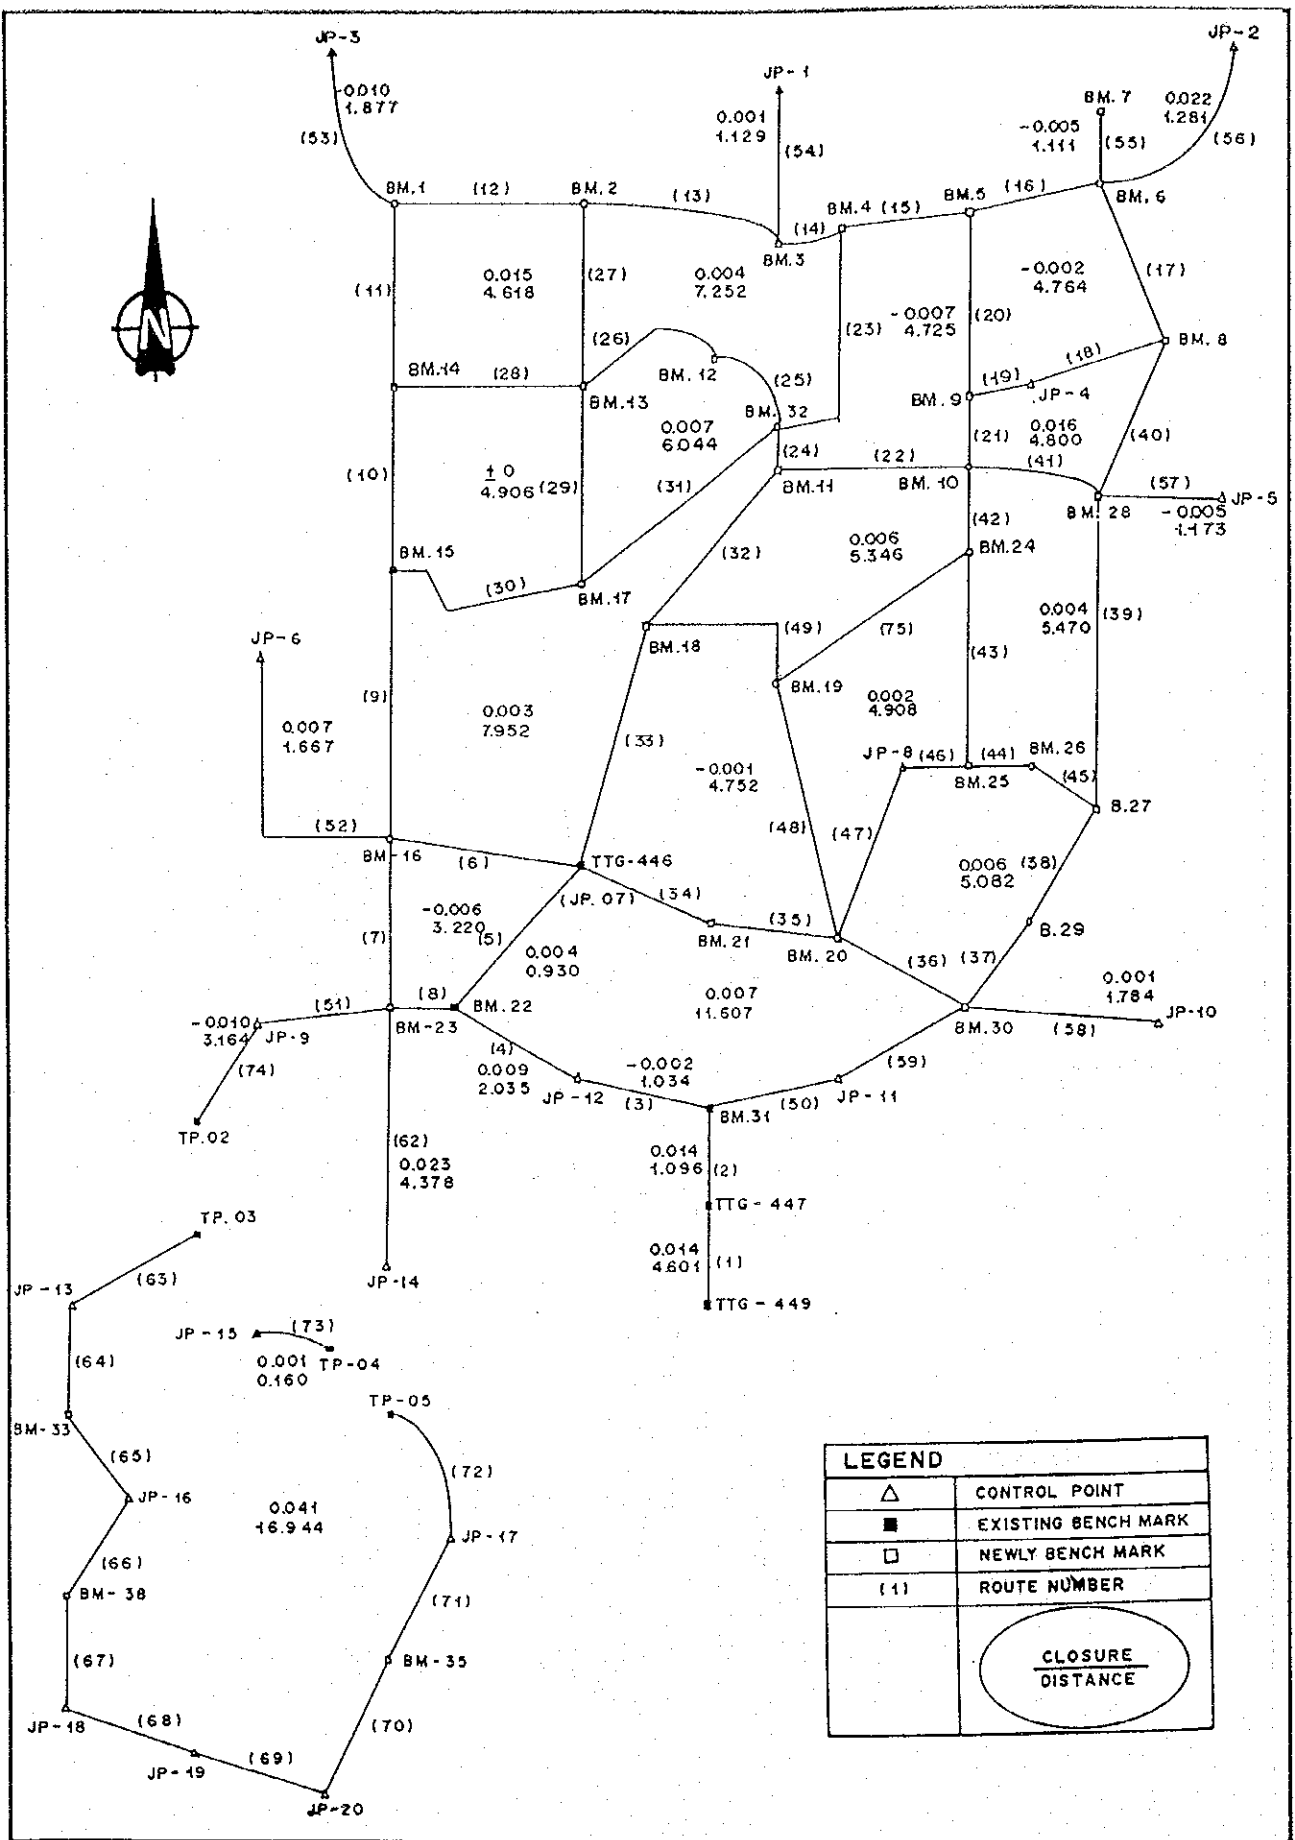 JP-3
JP-2
JP-1
-0.010
1.877
(53)
0.001
1.129
(54)
BM. 7
0.022
1.281
-0.005
1.111
(55)
(56)
BM. 1
(12)
BM. 2
(13)
BM. 4
(15)
BM. 5
(16)
BM. 6
(14)
BM. 3
N
(11)
0.015
4.618
(27)
0.004
7.252
-0.002
4.764
(17)
-0.007
4.725
(23)
(20)
(26)
BM. 12
(18)
BM. 8
BM.14
(28)
BM.13
(25)
BM. 9
(19)
JP-4
BM. 32
0.007
6.044
(24)
(21)
0.016
4.800
(40)
(10)
± 0
4.906
(29)
(31)
BM.11
(22)
BM. 10
(41)
BM. 28
(57)
JP-5
-0.005
1.173
(42)
BM. 15
(32)
0.006
5.346
BM.24
(30)
BM.17
0.004
5.470
(39)
JP-6
BM.18
(49)
(75)
(43)
(9)
BM.19
0.007
1.667
0.003
7.952
(33)
0.002
4.908
-0.001
4.752
JP-8
(46)
BM.25
(44)
BM. 26
(45)
B.27
(52)
BM-16
(6)
TTG-446
(JP. 07)
(48)
(47)
0.006
5.082
(38)
(34)
-0.006
3.220
(5)
(7)
BM. 21
(35)
BM. 20
B.29
0.004
0.930
(36)
(37)
0.007
11.607
0.001
1.784
(51)
(8)
BM. 22
BM-23
BM.30
(58)
JP-10
-0.010
3.164
JP-9
(74)
(4)
0.009
2.035
-0.002
1.034
(59)
JP-12
(3)
BM.31
(50)
JP-11
TP.02
(62)
0.023
4.378
0.014
1.096
(2)
TTG - 447
TP. 03
0.014
4.601
(1)
JP-14
TTG - 449
JP -13
(63)
JP - 15
(73)
TP-04
0.001
0.160
(64)
TP-05
BM-33
(65)
(72)
JP-16
0.041
16.944
JP-17
(66)
BM- 38
(71)
BM-35
(67)
JP-18
(68)
(70)
JP-19
(69)
JP-20
LEGEND
CONTROL POINT
EXISTING BENCH MARK
NEWLY BENCH MARK
(1) ROUTE NUMBER
CLOSURE
DISTANCE